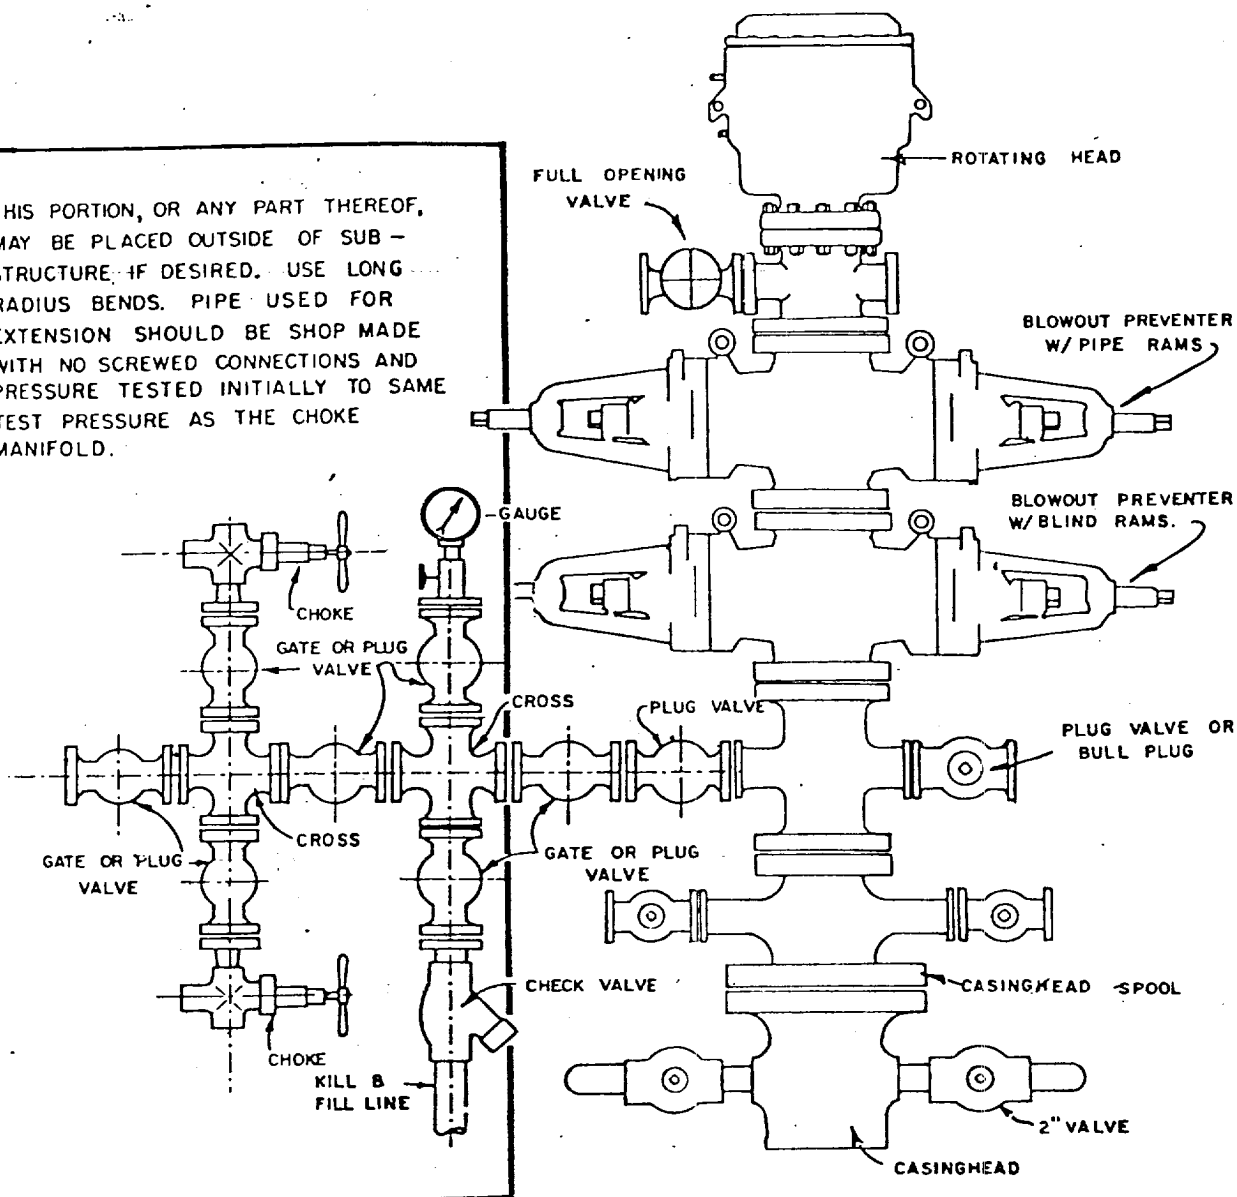 HIS PORTION, OR ANY PART THEREOF,
MAY BE PLACED OUTSIDE OF SUB-
STRUCTURE IF DESIRED. USE LONG
RADIUS BENDS. PIPE USED FOR
EXTENSION SHOULD BE SHOP MADE
WITH NO SCREWED CONNECTIONS AND
PRESSURE TESTED INITIALLY TO SAME
TEST PRESSURE AS THE CHOKE
MANIFOLD.
ROTATING HEAD
FULL OPENING
VALVE
BLOWOUT PREVENTER
W/ PIPE RAMS
BLOWOUT PREVENTER
W/BLIND RAMS.
GAUGE
CHOKE
GATE OR PLUG
VALVE
CROSS
PLUG VALVE
PLUG VALVE OR
BULL PLUG
CROSS
GATE OR PLUG
VALVE
GATE OR PLUG
VALVE
CHECK VALVE
CASINGHEAD SPOOL
CHOKE
KILL &
FILL LINE
2" VALVE
CASINGHEAD